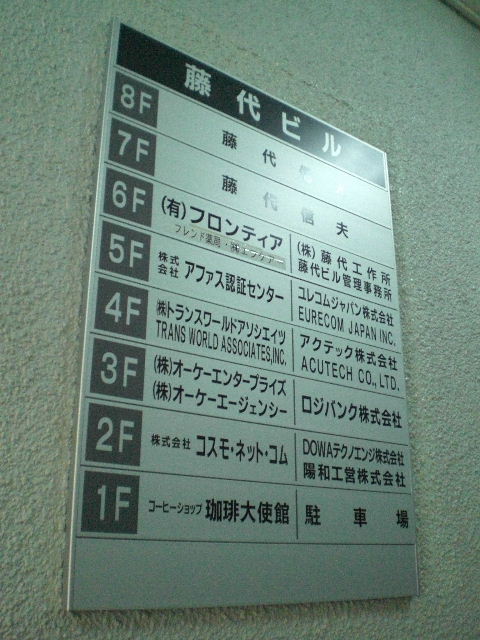 藤代ビル
8F 藤代
7F 藤代信夫
6F (有)フロンティア
フレンド薬局・
(株)藤代工作所
藤代ビル管理事務所
5F 株式会社 アファス認証センター
ユレコムジャパン株式会社
EURECOM JAPAN INC.
4F ㈱トランスワールドアソシエイツ
TRANS WORLD ASSOCIATES,INC.
アクテック株式会社
ACUTECH CO., LTD.
3F (株)オーケーエンタープライズ
(株)オーケーエージェンシー
ロジバンク株式会社
2F 株式会社 コスモ・ネット・コム
DOWAテクノエンジ株式会社
陽和工営株式会社
1F コーヒーショップ 珈琲大使館
駐車場